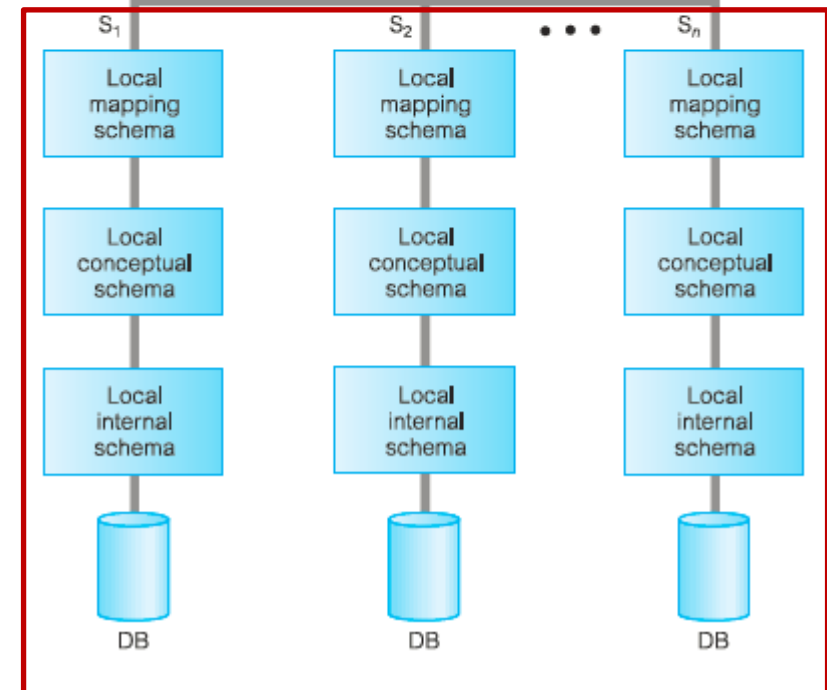 S1
S2
• • •
Sn
Local
mapping
schema
Local
mapping
schema
Local
mapping
schema
Local
conceptual
schema
Local
conceptual
schema
Local
conceptual
schema
Local
internal
schema
Local
internal
schema
Local
internal
schema
DB
DB
DB